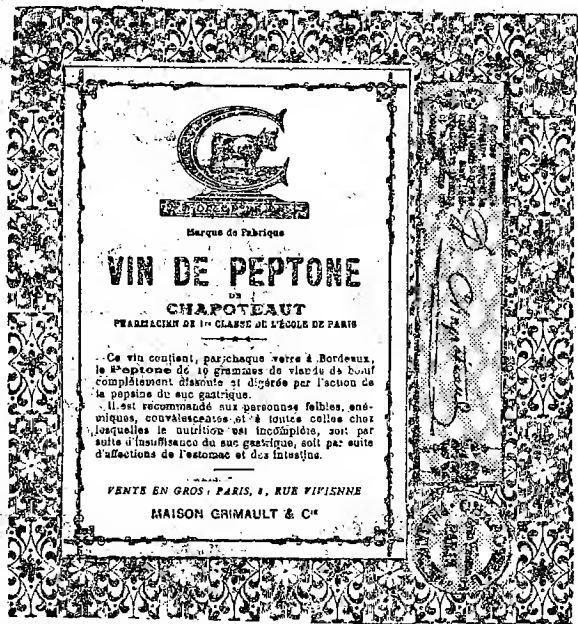 Marque de Fabrique
VIN DE PEPTONE
DE
CHAPOTEAUT
PHARMACIEN DE 1re CLASSE DE L'ÉCOLE DE PARIS
Ce vin contient, par chaque verre à Bordeaux,
la Peptone de 10 grammes de viande de bœuf
complètement dissoute et digérée par l'action de
la pepsine du suc gastrique.
Il est recommandé aux personnes faibles, ané-
miques, convalescentes et à toutes celles chez
lesquelles la nutrition est incomplète, soit par
suite d'insuffisance du suc gastrique, soit par suite
d'affections de l'estomac et des intestins.
VENTE EN GROS : PARIS, 8, RUE VIVIENNE
MAISON GRIMAULT & Cie